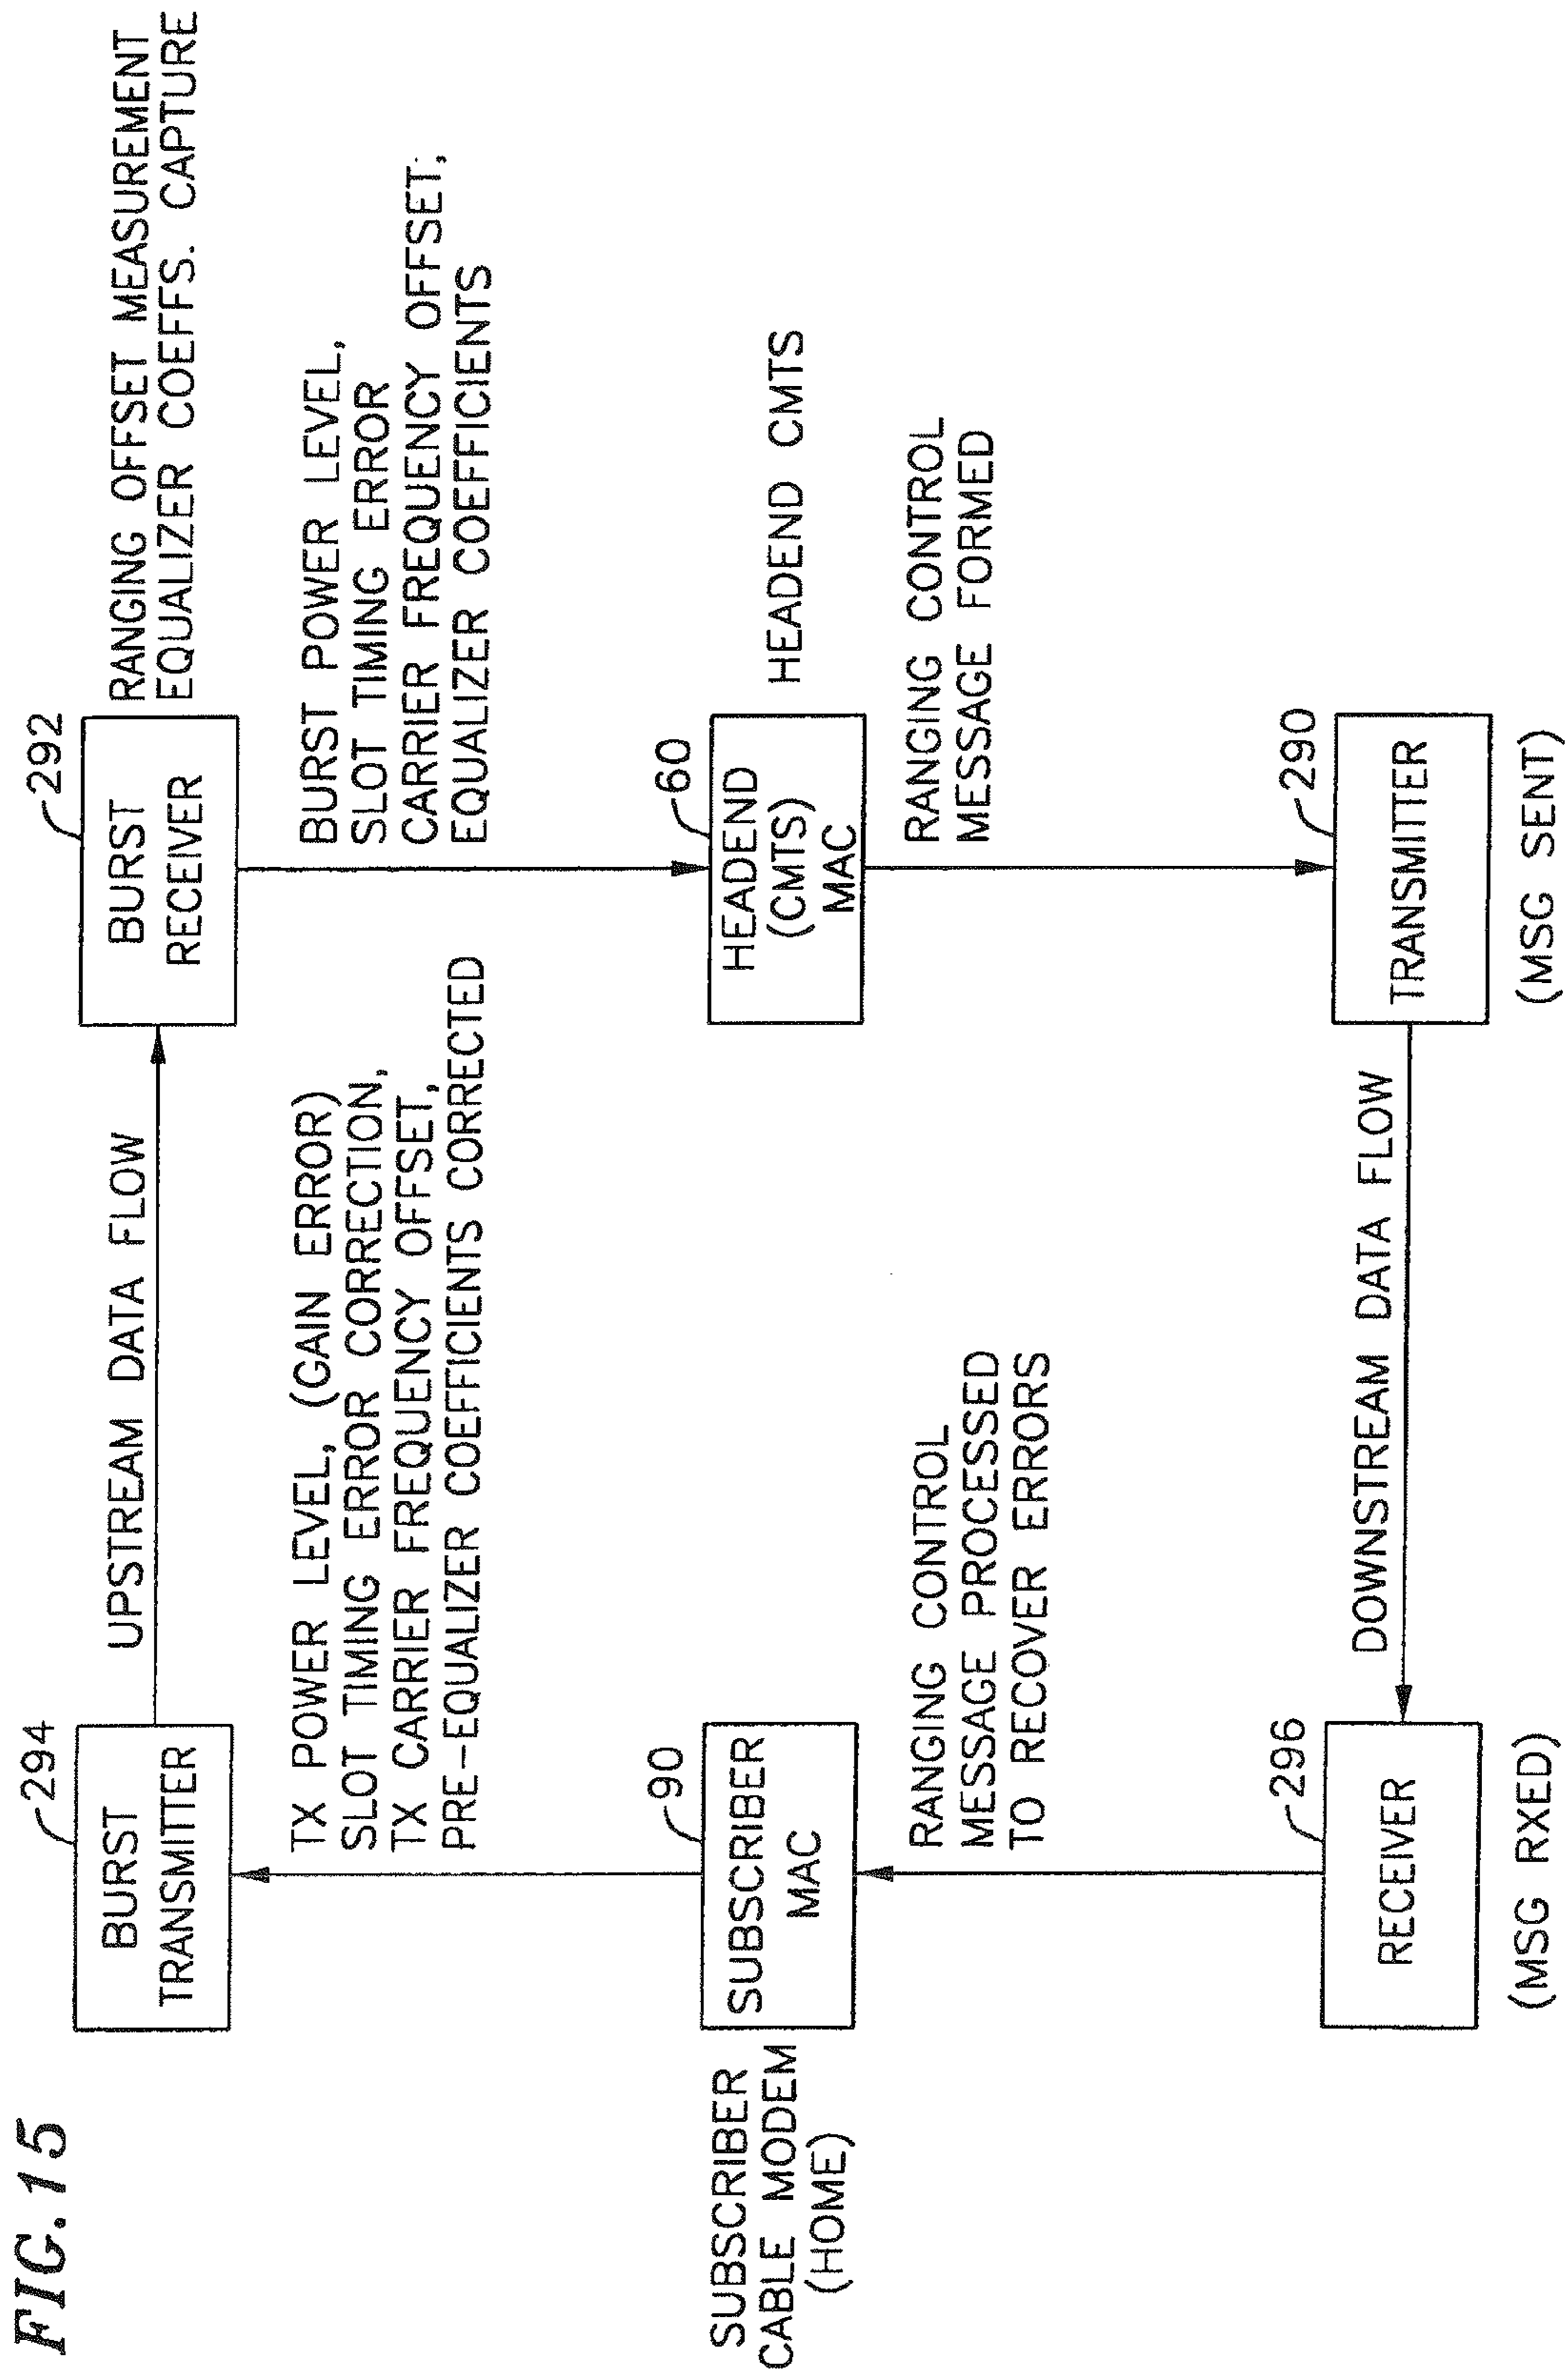 FIG. 15
294
BURST
TRANSMITTER
UPSTREAM DATA FLOW
292
BURST
RECEIVER
RANGING OFFSET MEASUREMENT
EQUALIZER COEFFS. CAPTURE
TX POWER LEVEL, (GAIN ERROR)
SLOT TIMING ERROR CORRECTION,
TX CARRIER FREQUENCY OFFSET,
PRE-EQUALIZER COEFFICIENTS CORRECTED
BURST POWER LEVEL,
SLOT TIMING ERROR
CARRIER FREQUENCY OFFSET,
EQUALIZER COEFFICIENTS
SUBSCRIBER
CABLE MODEM
(HOME)
90
SUBSCRIBER
MAC
60
HEADEND
(CMTS)
MAC
HEADEND CMTS
RANGING CONTROL
MESSAGE PROCESSED
TO RECOVER ERRORS
RANGING CONTROL
MESSAGE FORMED
296
RECEIVER
(MSG RXED)
DOWNSTREAM DATA FLOW
290
TRANSMITTER
(MSG SENT)